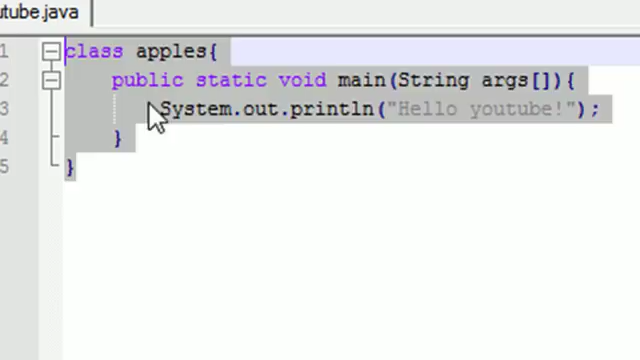 utube.java
1 class apples{
2 public static void main(String args[]){
3 System.out.println("Hello youtube!");
4 }
5 }